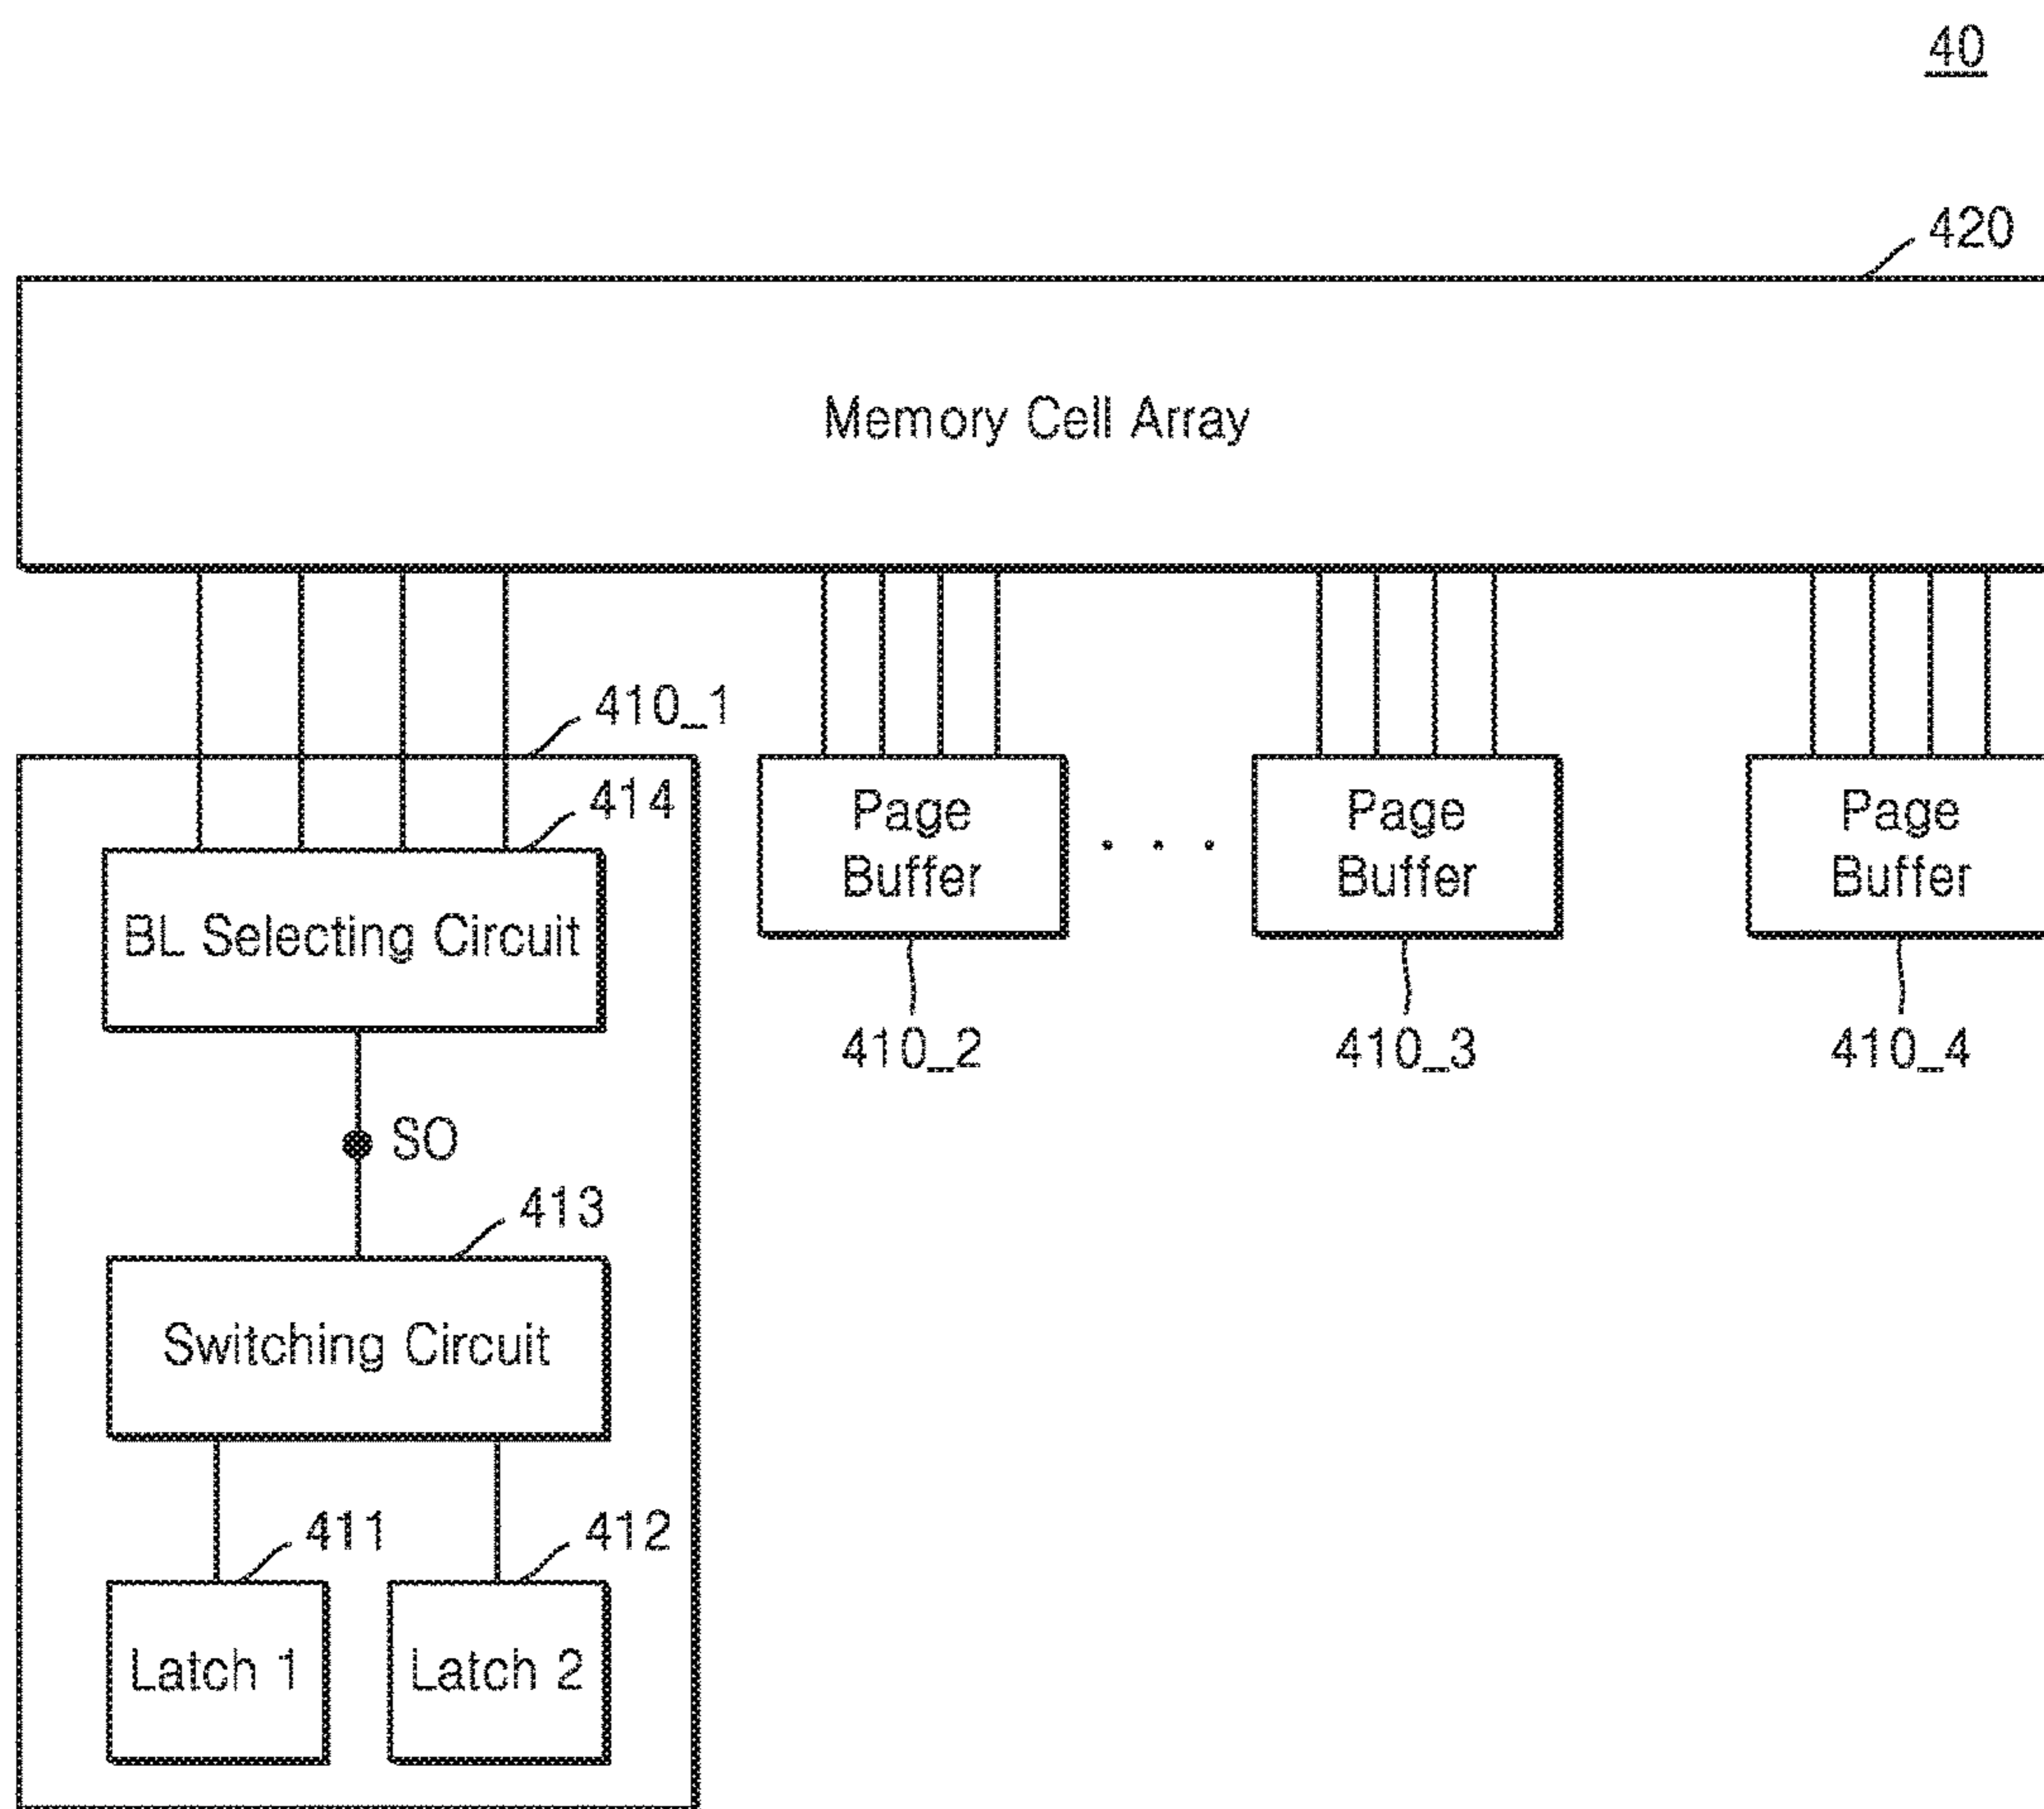 40
420
Memory Cell Array
410_1
414
BL Selecting Circuit
SO
413
Switching Circuit
411
412
Latch 1
Latch 2
Page
Buffer
410_2
. . .
Page
Buffer
410_3
Page
Buffer
410_4